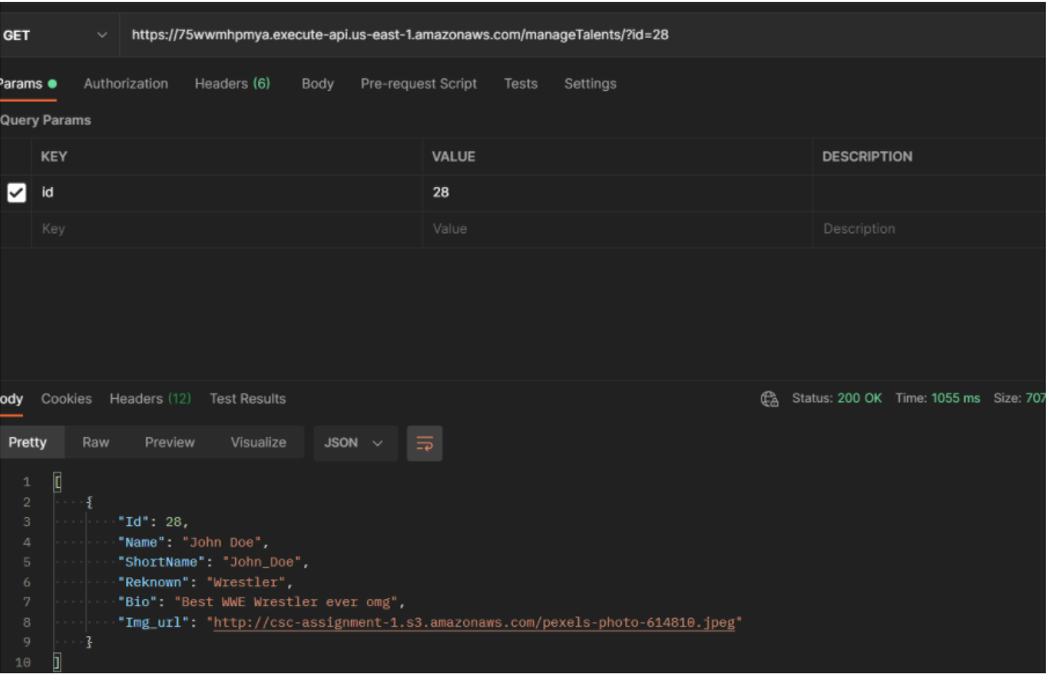 GET https://75wwmhpmya.execute-api.us-east-1.amazonaws.com/manageTalents/?id=28
Params Authorization Headers (6) Body Pre-request Script Tests Settings
Query Params
KEY VALUE DESCRIPTION
id 28
Key Value Description
ody Cookies Headers (12) Test Results Status: 200 OK Time: 1055 ms Size: 707
Pretty Raw Preview Visualize JSON
1 [
2 {
3 "Id": 28,
4 "Name": "John Doe",
5 "ShortName": "John_Doe",
6 "Reknown": "Wrestler",
7 "Bio": "Best WWE Wrestler ever omg",
8 "Img_url": "http://csc-assignment-1.s3.amazonaws.com/pexels-photo-614810.jpeg"
9 }
10 ]